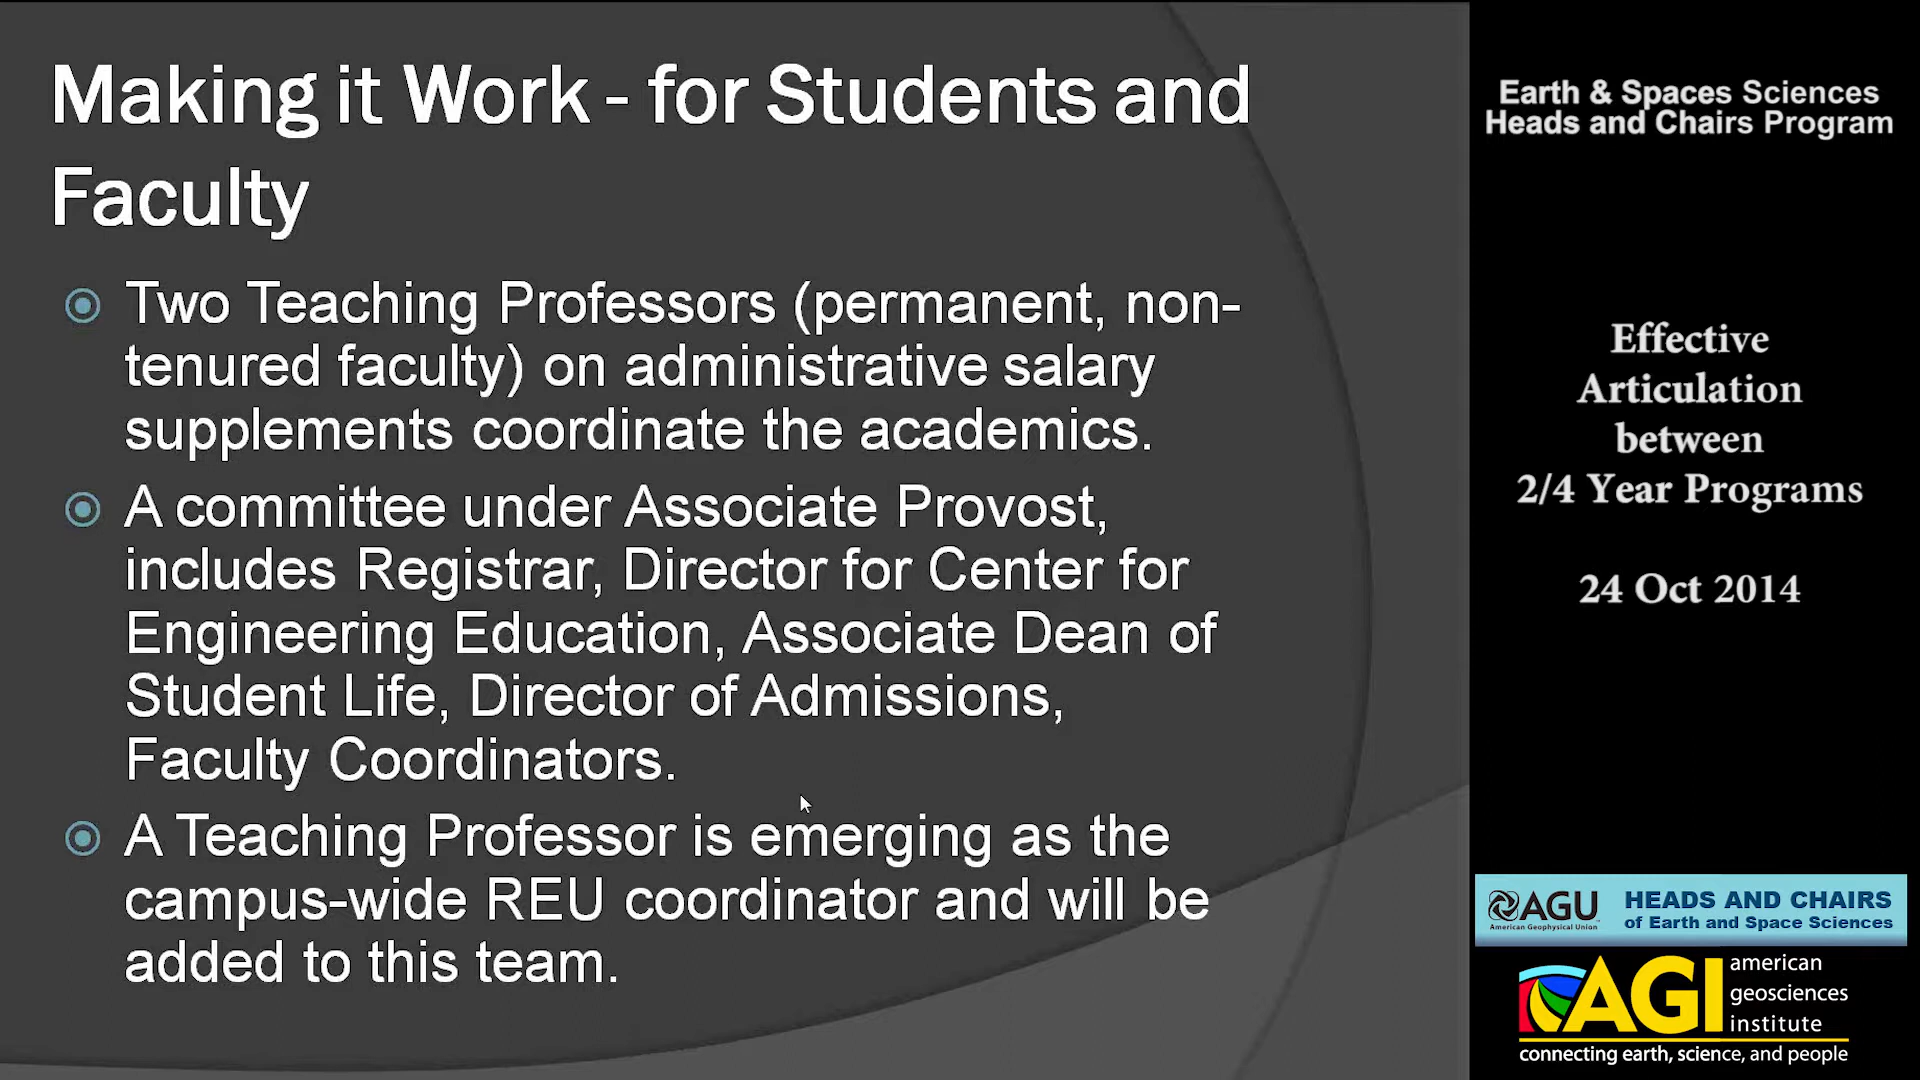 Making it Work - for Students and
Faculty
Two Teaching Professors (permanent, non-
tenured faculty) on administrative salary
supplements coordinate the academics.
A committee under Associate Provost,
includes Registrar, Director for Center for
Engineering Education, Associate Dean of
Student Life, Director of Admissions,
Faculty Coordinators.
A Teaching Professor is emerging as the
campus-wide REU coordinator and will be
added to this team.
Earth & Spaces Sciences
Heads and Chairs Program
Effective
Articulation
between
2/4 Year Programs
24 Oct 2014
AGU
American Geophysical Union
HEADS AND CHAIRS
of Earth and Space Sciences
AGI
american
geosciences
institute
connecting earth, science, and people